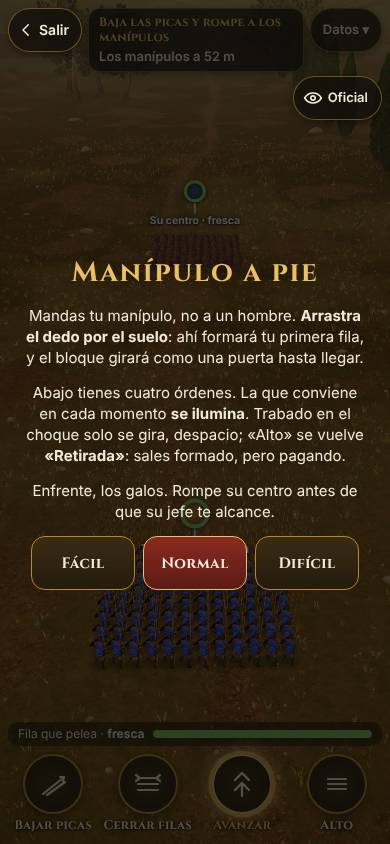 Salir
Baja las picas y rompe a los
manípulos
Los manípulos a 52 m
Datos ▾
Oficial
Su centro · fresca
Manípulo a pie
Mandas tu manípulo, no a un hombre. Arrastra
el dedo por el suelo: ahí formará tu primera fila,
y el bloque girará como una puerta hasta llegar.
Abajo tienes cuatro órdenes. La que conviene
en cada momento se ilumina. Trabado en el
choque solo se gira, despacio; «Alto» se vuelve
«Retirada»: sales formado, pero pagando.
Enfrente, los galos. Rompe su centro antes de
que su jefe te alcance.
Fácil
Normal
Difícil
Fila que pelea · fresca
Bajar picas
Cerrar filas
Avanzar
Alto